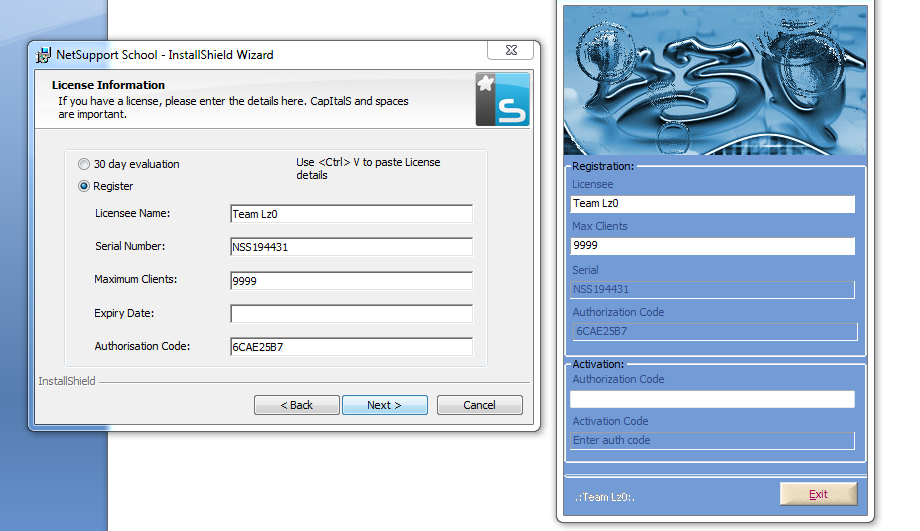 NetSupport School - InstallShield Wizard
License Information
If you have a license, please enter the details here. CapItalS and spaces
are important.
S
30 day evaluation
Use <Ctrl> V to paste License
details
Register
Licensee Name:
Team Lz0
Serial Number:
NSS194431
Maximum Clients:
9999
Expiry Date:
Authorisation Code:
6CAE25B7
InstallShield
< Back
Next >
Cancel
Lz0
Registration:
Licensee
Team Lz0
Max Clients
9999
Serial
NSS194431
Authorization Code
6CAE25B7
Activation:
Authorization Code
Activation Code
Enter auth code
.:Team Lz0:.
Exit